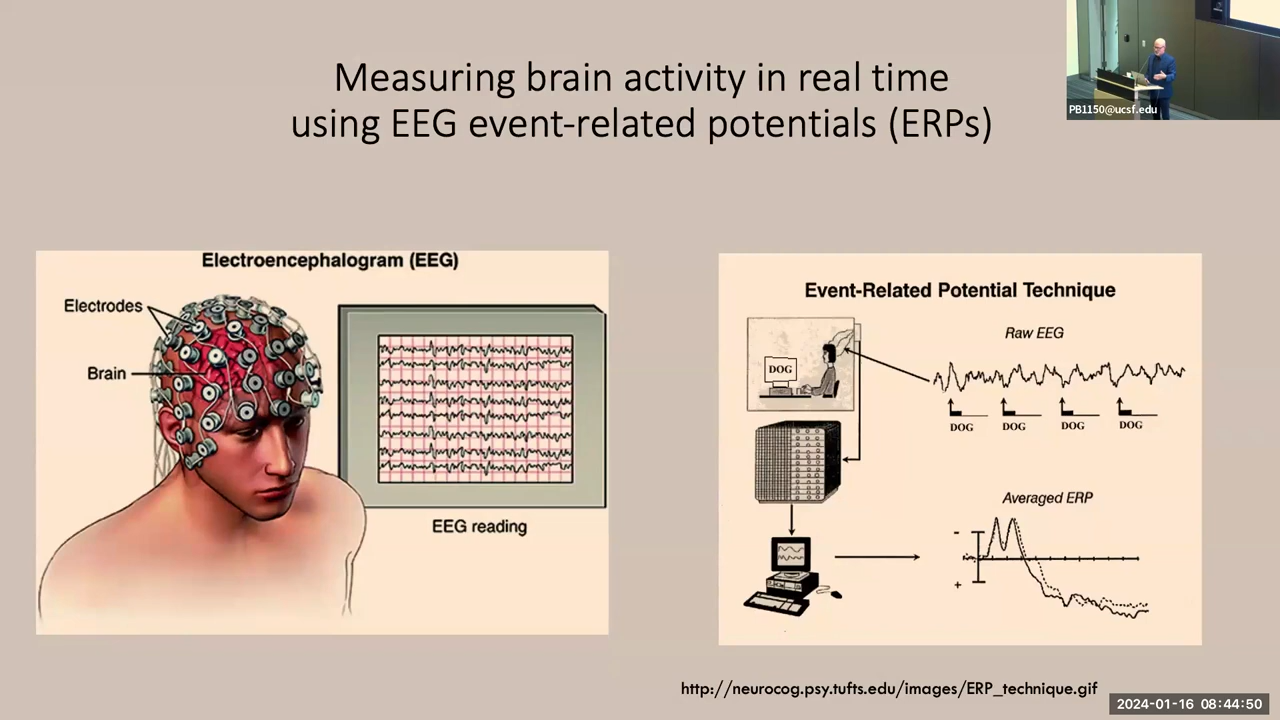 Measuring brain activity in real time
using EEG event-related potentials (ERPs)
PB1150@ucsf.edu
Electroencephalogram (EEG)
Electrodes
Brain
EEG reading
Event-Related Potential Technique
Raw EEG
DOG
DOG
DOG
DOG
DOG
Averaged ERP
-
+
http://neurocog.psy.tufts.edu/images/ERP_technique.gif
2024-01-16 08:44:50